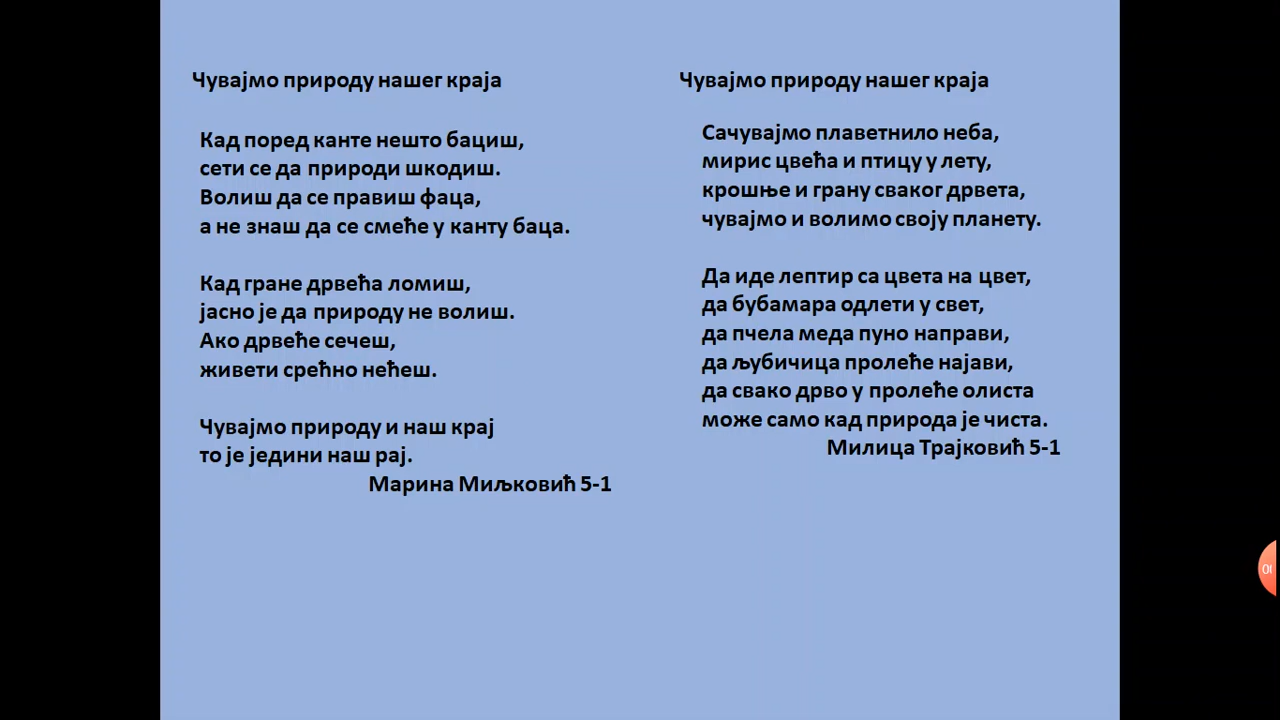 Чувајмо природу нашег краја
Кад поред канте нешто бациш,
сети се да природи шкодиш.
Волиш да се правиш фаца,
а не знаш да се смеће у канту баца.
Кад гране дрвећа ломиш,
јасно је да природу не волиш.
Ако дрвеће сечеш,
живети срећно нећеш.
Чувајмо природу и наш крај
то је једини наш рај.
Марина Миљковић 5-1
Чувајмо природу нашег краја
Сачувајмо плаветнило неба,
мирис цвећа и птицу у лету,
крошње и грану сваког дрвета,
чувајмо и волимо своју планету.
Да иде лептир са цвета на цвет,
да бубамара одлети у свет,
да пчела меда пуно направи,
да љубичица пролеће најави,
да свако дрво у пролеће олиста
може само кад природа је чиста.
Милица Трајковић 5-1